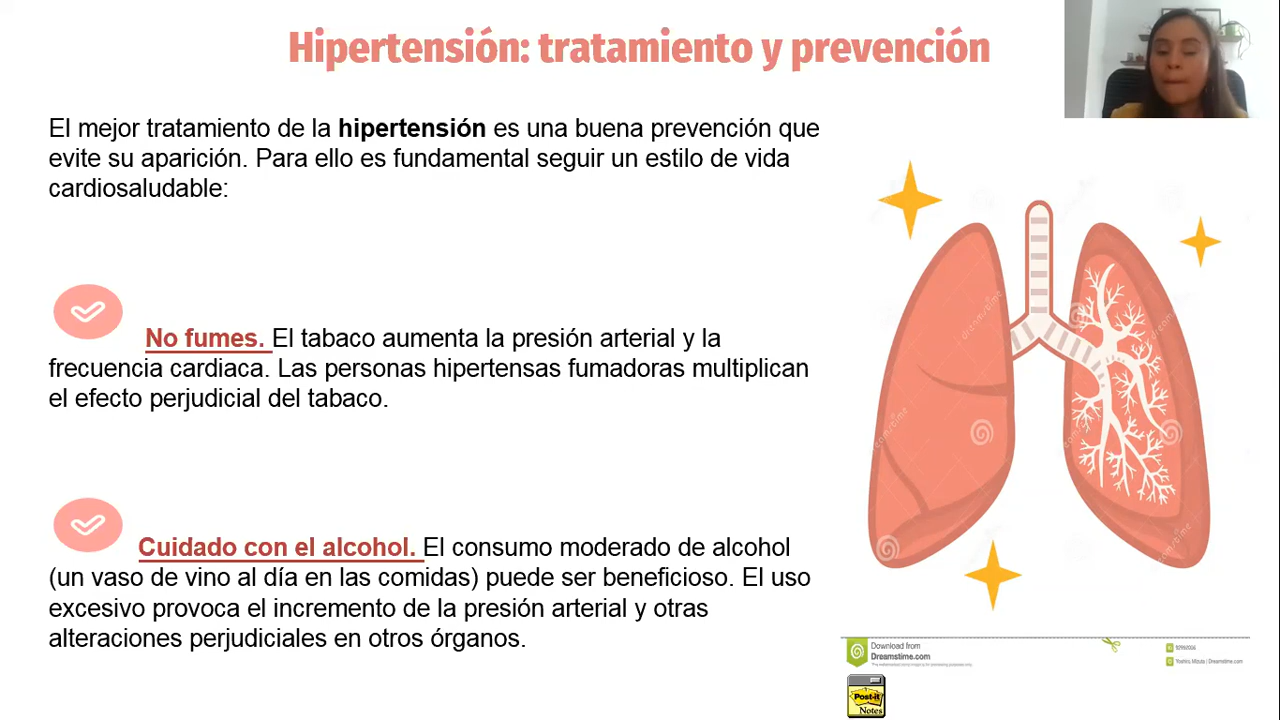 Hipertensión: tratamiento y prevención
El mejor tratamiento de la hipertensión es una buena prevención que
evite su aparición. Para ello es fundamental seguir un estilo de vida
cardiosaludable:
No fumes. El tabaco aumenta la presión arterial y la
frecuencia cardiaca. Las personas hipertensas fumadoras multiplican
el efecto perjudicial del tabaco.
Cuidado con el alcohol. El consumo moderado de alcohol
(un vaso de vino al día en las comidas) puede ser beneficioso. El uso
excesivo provoca el incremento de la presión arterial y otras
alteraciones perjudiciales en otros órganos.
Download from
Dreamstime.com
Post-it
Notes